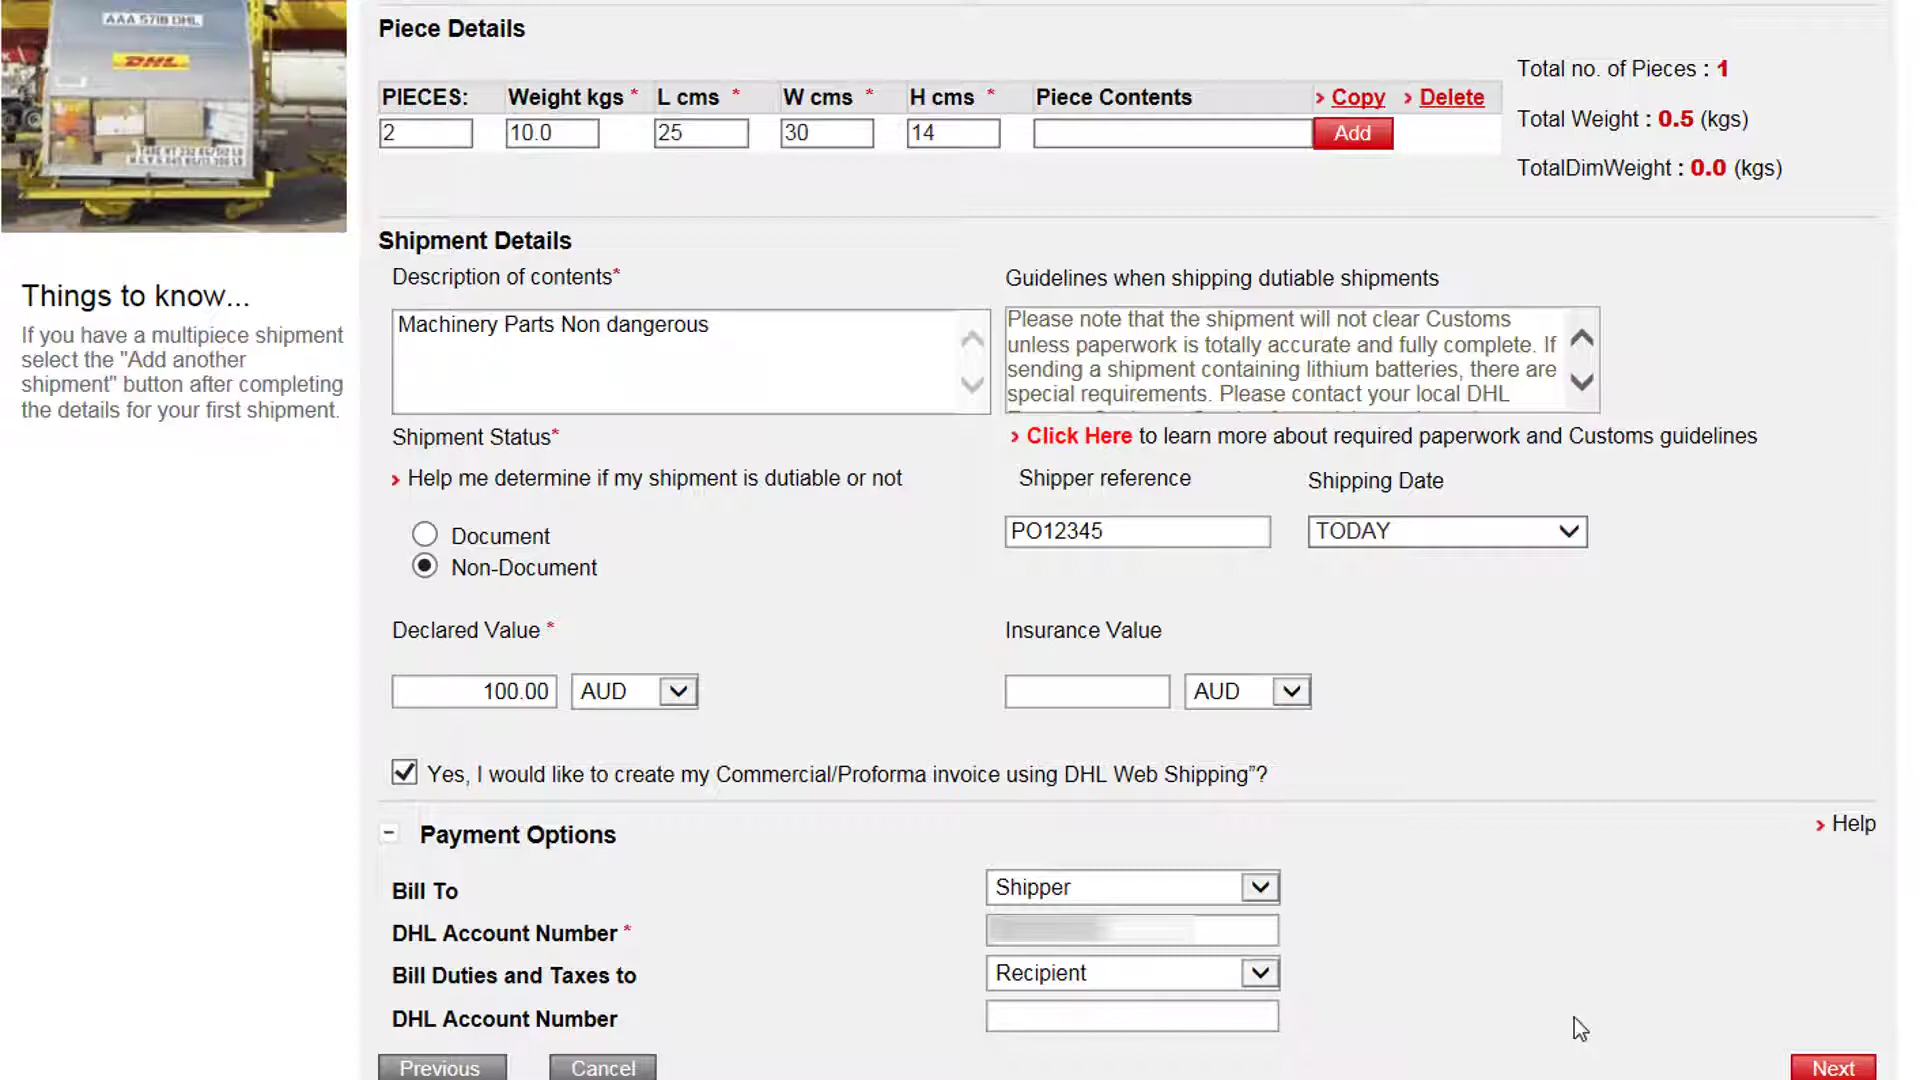 AAA 5718 DHL
DHL
Things to know...
If you have a multipiece shipment
select the "Add another
shipment" button after completing
the details for your first shipment.
Piece Details
PIECES: Weight kgs * L cms * W cms * H cms * Piece Contents › Copy › Delete
2 10.0 25 30 14 Add
Total no. of Pieces : 1
Total Weight : 0.5 (kgs)
TotalDimWeight : 0.0 (kgs)
Shipment Details
Description of contents*
Machinery Parts Non dangerous
Guidelines when shipping dutiable shipments
Please note that the shipment will not clear Customs
unless paperwork is totally accurate and fully complete. If
sending a shipment containing lithium batteries, there are
special requirements. Please contact your local DHL
› Click Here to learn more about required paperwork and Customs guidelines
Shipment Status*
› Help me determine if my shipment is dutiable or not
Document
Non-Document
Shipper reference Shipping Date
PO12345 TODAY
Declared Value * Insurance Value
100.00 AUD AUD
Yes, I would like to create my Commercial/Proforma invoice using DHL Web Shipping”?
Payment Options › Help
Bill To Shipper
DHL Account Number *
Bill Duties and Taxes to Recipient
DHL Account Number
Previous Cancel Next